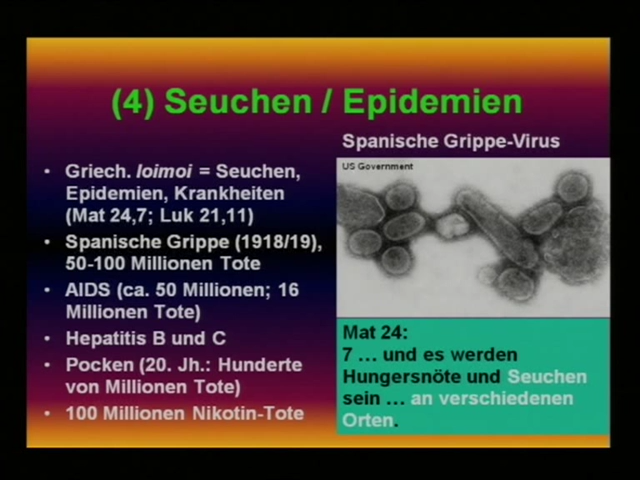 (4) Seuchen / Epidemien
Spanische Grippe-Virus
US Government
• Griech. loimoi = Seuchen,
Epidemien, Krankheiten
(Mat 24,7; Luk 21,11)
• Spanische Grippe (1918/19),
50-100 Millionen Tote
• AIDS (ca. 50 Millionen; 16
Millionen Tote)
• Hepatitis B und C
• Pocken (20. Jh.: Hunderte
von Millionen Tote)
• 100 Millionen Nikotin-Tote
Mat 24:
7 ... und es werden
Hungersnöte und Seuchen
sein ... an verschiedenen
Orten.